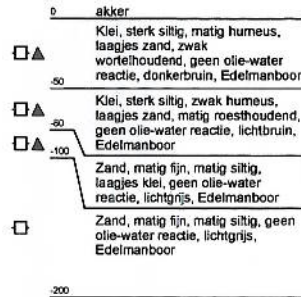 0 akker
Klei, sterk siltig, matig humeus,
laagjes zand, zwak
wortelhoudend, geen olie-water
reactie, donkerbruin, Edelmanboor
-50
Klei, sterk siltig, zwak humeus,
laagjes zand, matig roesthoudend,
geen olie-water reactie, lichtbruin,
Edelmanboor
-80
-100
Zand, matig fijn, matig siltig,
laagjes klei, geen olie-water
reactie, lichtgrijs, Edelmanboor
Zand, matig fijn, matig siltig, geen
olie-water reactie, lichtgrijs,
Edelmanboor
-200